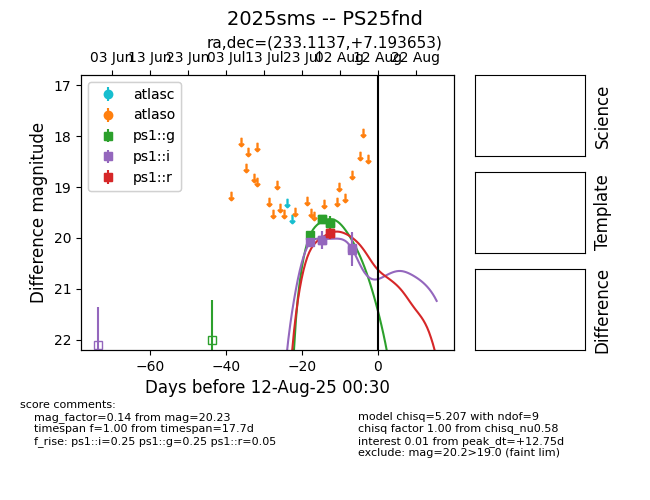 2025sms -- PS25fnd
ra,dec=(233.1137,+7.193653)
03 Jun 13 Jun 23 Jun 03 Jul 13 Jul 23 Jul 02 Aug 12 Aug 22 Aug
atlasc
atlaso
ps1::g
ps1::i
ps1::r
17
18
19
20
21
22
Difference magnitude
−60 −40 −20 0
Days before 12-Aug-25 00:30
Science
Template
Difference
score comments:
mag_factor=0.14 from mag=20.23
timespan f=1.00 from timespan=17.7d
f_rise: ps1::i=0.25 ps1::g=0.25 ps1::r=0.05
model chisq=5.207 with ndof=9
chisq factor 1.00 from chisq_nu0.58
interest 0.01 from peak_dt=+12.75d
exclude: mag=20.2>19.0 (faint lim)